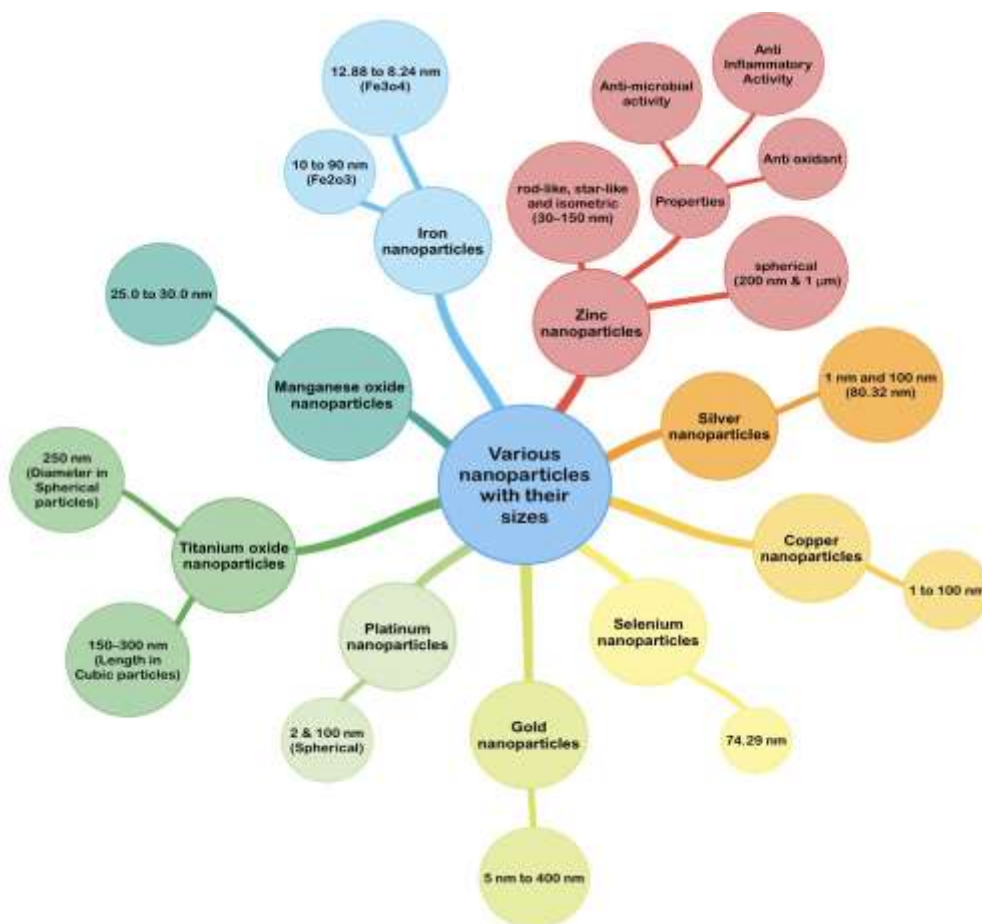 12.88 to 8.24 nm
(Fe3o4)
10 to 90 nm
(Fe2o3)
Iron
nanoparticles
Anti
Inflammatory
Activity
Anti-microbial
activity
Anti oxidant
Properties
rod-like, star-like
and isometric
(30–150 nm)
spherical
(200 nm & 1 μm)
Zinc
nanoparticles
25.0 to 30.0 nm
Manganese oxide
nanoparticles
1 nm and 100 nm
(80.32 nm)
Silver
nanoparticles
Various
nanoparticles
with their
sizes
250 nm
(Diameter in
Spherical
particles)
Titanium oxide
nanoparticles
150–300 nm
(Length in
Cubic particles)
Copper
nanoparticles
1 to 100 nm
Platinum
nanoparticles
2 & 100 nm
(Spherical)
Selenium
nanoparticles
74.29 nm
Gold
nanoparticles
5 nm to 400 nm